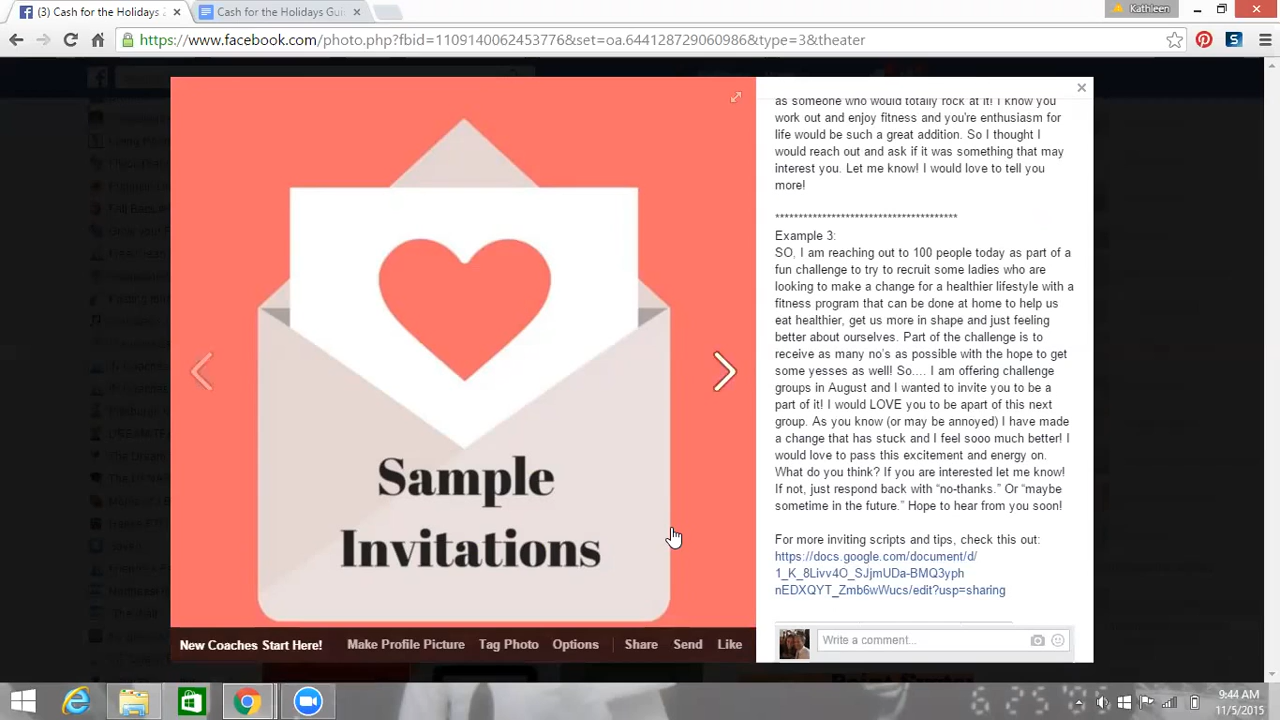 (3) Cash for the Holidays
Cash for the Holidays Gui
Kathleen
https://www.facebook.com/photo.php?fbid=11091400624537776&set=oa.6441287290609​86&type=3&theater
as someone who would totally rock at it! I know you
work out and enjoy fitness and you're enthusiasm for
life would be such a great addition. So I thought I
would reach out and ask if it was something that may
interest you. Let me know! I would love to tell you
more!
***************************************
Example 3:
SO, I am reaching out to 100 people today as part of a
fun challenge to try to recruit some ladies who are
looking to make a change for a healthier lifestyle with a
fitness program that can be done at home to help us
eat healthier, get us more in shape and just feeling
better about ourselves. Part of the challenge is to
receive as many no's as possible with the hope to get
some yesses as well! So.... I am offering challenge
groups in August and I wanted to invite you to be a
part of it! I would LOVE you to be apart of this next
group. As you know (or may be annoyed) I have made
a change that has stuck and I feel sooo much better! I
would love to pass this excitement and energy on.
What do you think? If you are interested let me know!
If not, just respond back with “no-thanks.” Or “maybe
sometime in the future.” Hope to hear from you soon!
For more inviting scripts and tips, check this out:
https://docs.google.com/document/d/
1_K_8Livv4O_SJjmUDa-BMQ3yph
nEDXQYT_Zmb6wWucs/edit?usp=sharing
Sample
Invitations
New Coaches Start Here! Make Profile Picture Tag Photo Options Share Send Like
Write a comment...
9:44 AM
11/5/2015